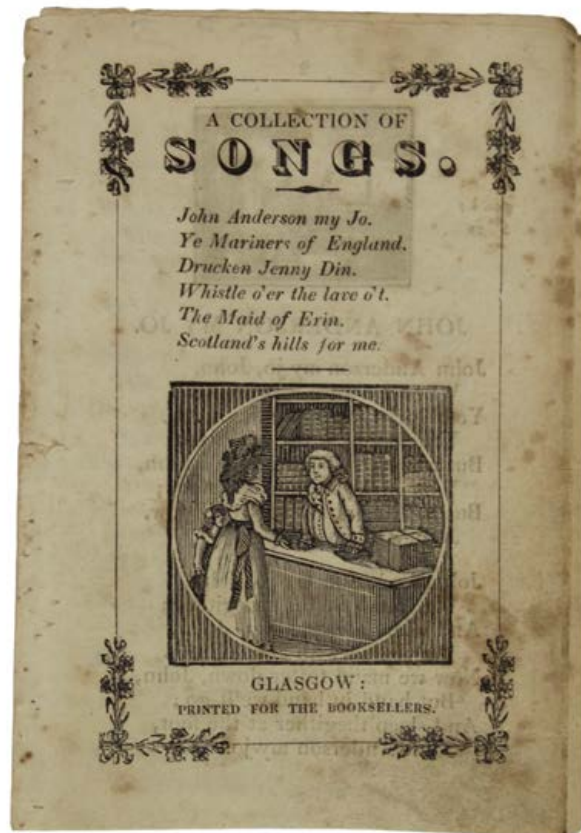 A COLLECTION OF
SONGS.
John Anderson my Jo.
Ye Mariners of England.
Drucken Jenny Din.
Whistle o'er the lave o't.
The Maid of Erin.
Scotland's hills for me.
GLASGOW:
PRINTED FOR THE BOOKSELLERS.